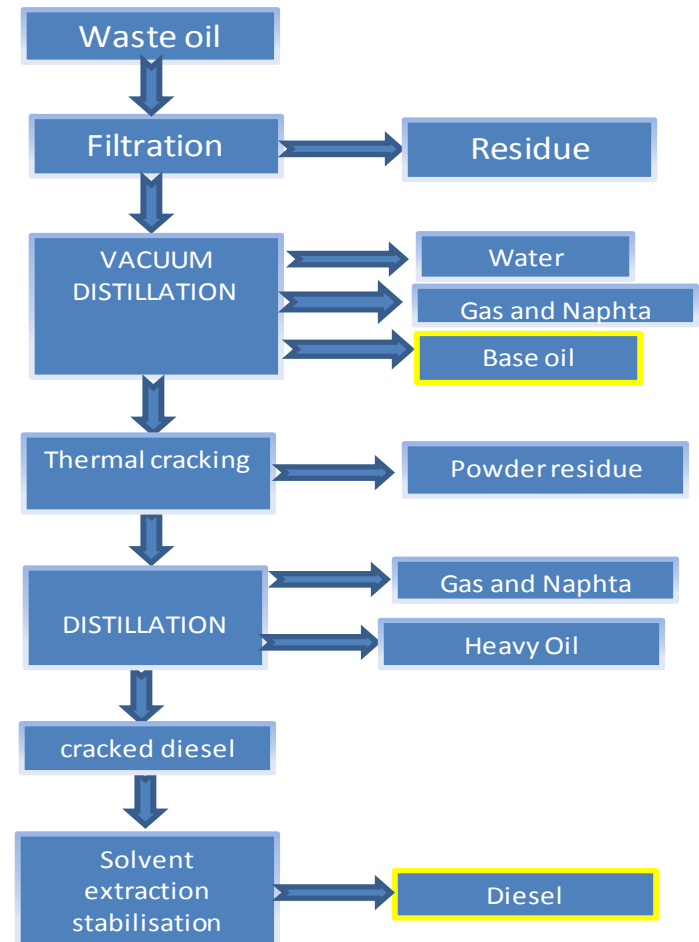 Waste oil
Filtration
Residue
VACUUM
DISTILLATION
Water
Gas and Naphta
Base oil
Thermal cracking
Powder residue
DISTILLATION
Gas and Naphta
Heavy Oil
cracked diesel
Solvent
extraction
stabilisation
Diesel